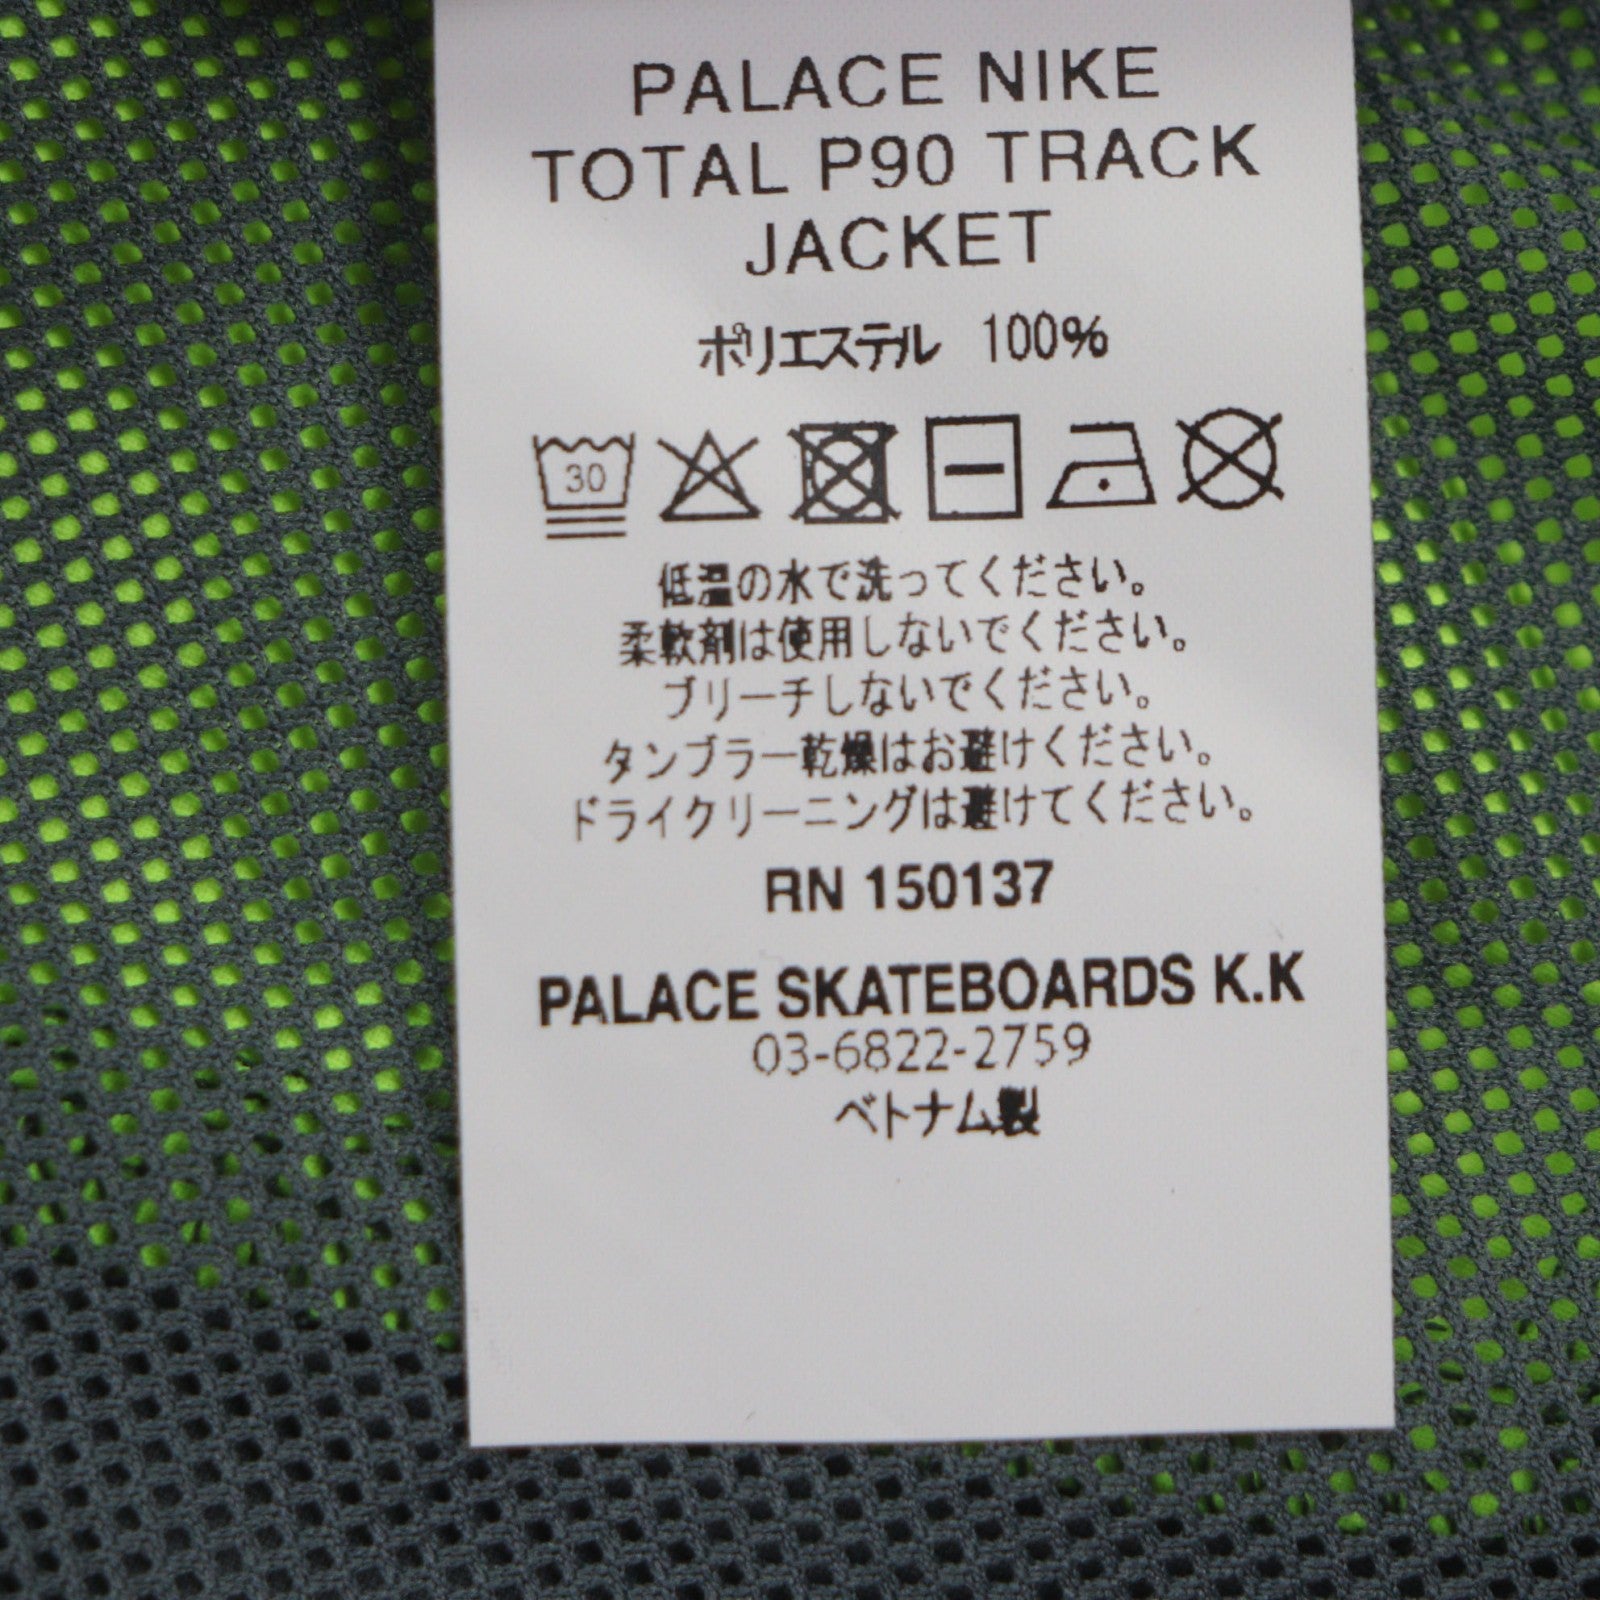 PALACE NIKE
TOTAL P90 TRACK
JACKET
ポリエステル 100%
30
低温の水で洗ってください。
柔軟剤は使用しないでください。
ブリーチしないでください。
タンブラー乾燥はお避けください。
ドライクリーニングは避けてください。
RN 150137
PALACE SKATEBOARDS K.K
03-6822-2759
ベトナム製